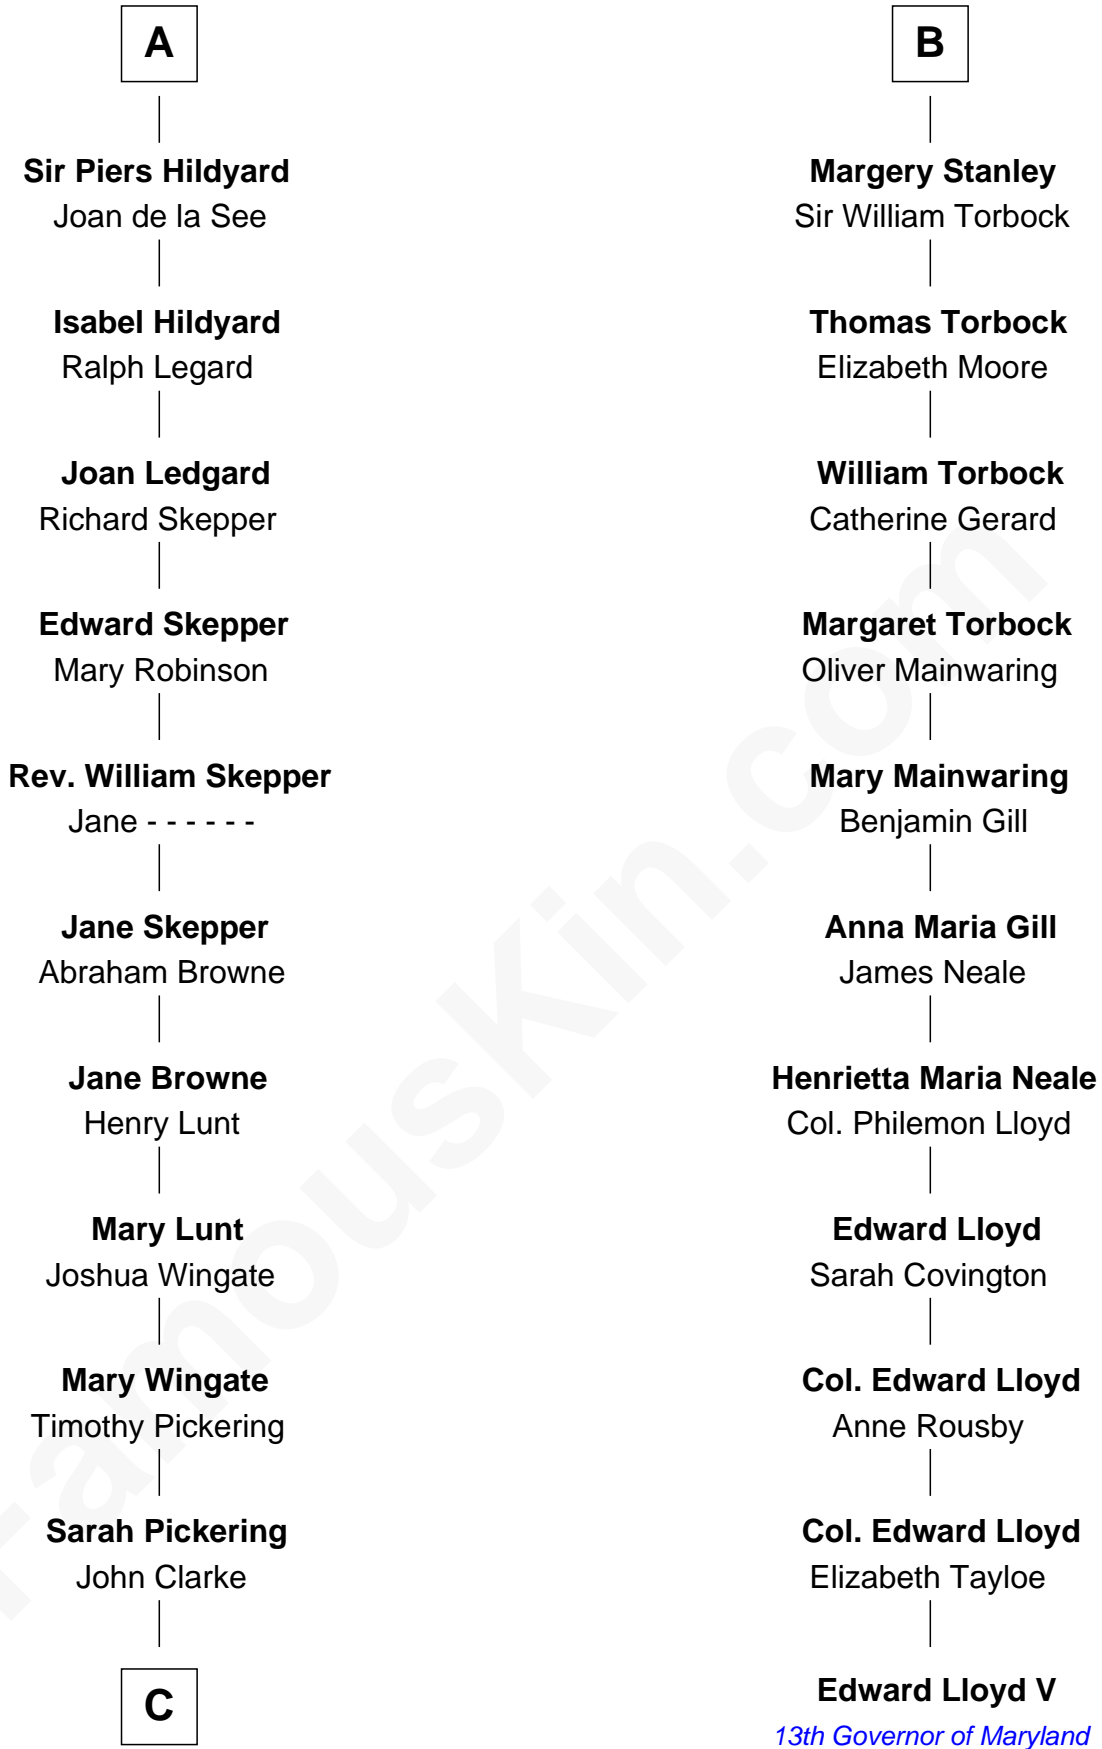 A
Sir Piers Hildyard
Joan de la See
Isabel Hildyard
Ralph Legard
Joan Ledgard
Richard Skepper
Edward Skepper
Mary Robinson
Rev. William Skepper
Jane - - - - - -
Jane Skepper
Abraham Browne
Jane Browne
Henry Lunt
Mary Lunt
Joshua Wingate
Mary Wingate
Timothy Pickering
Sarah Pickering
John Clarke
C
B
Margery Stanley
Sir William Torbock
Thomas Torbock
Elizabeth Moore
William Torbock
Catherine Gerard
Margaret Torbock
Oliver Mainwaring
Mary Mainwaring
Benjamin Gill
Anna Maria Gill
James Neale
Henrietta Maria Neale
Col. Philemon Lloyd
Edward Lloyd
Sarah Covington
Col. Edward Lloyd
Anne Rousby
Col. Edward Lloyd
Elizabeth Tayloe
Edward Lloyd V
13th Governor of Maryland
FamousKin.com